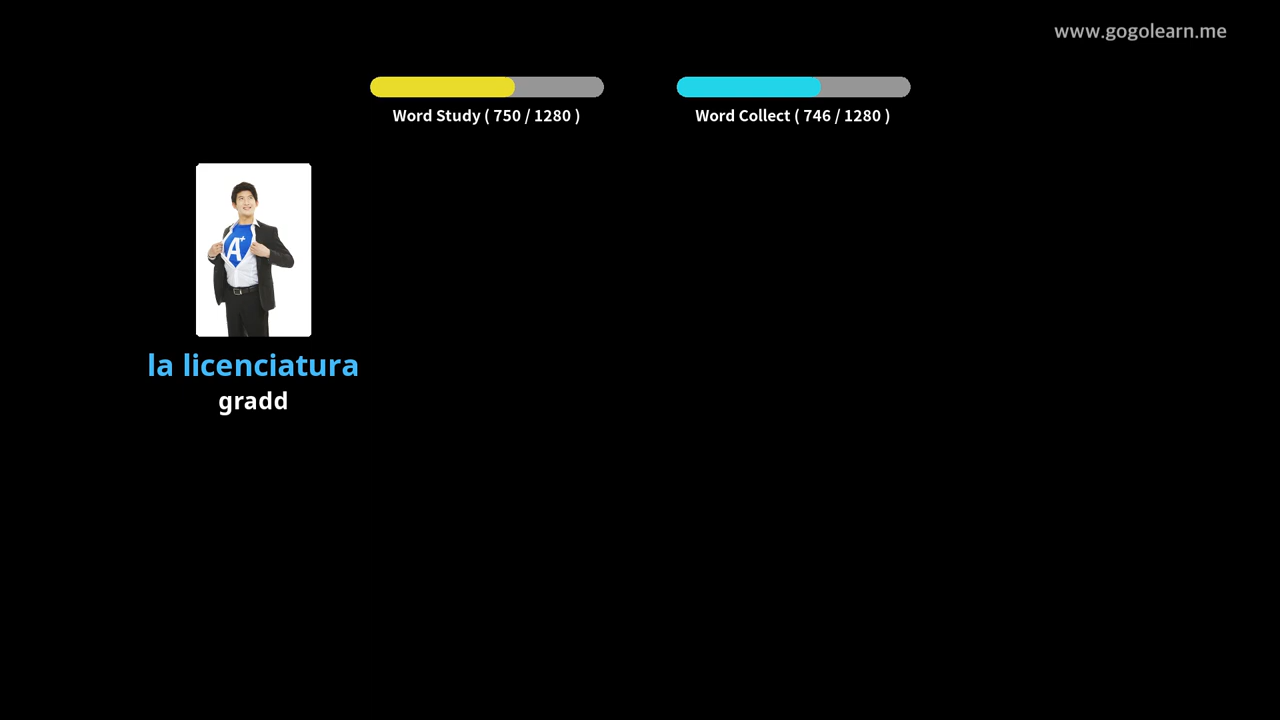 www.gogolearn.me
Word Study ( 750 / 1280 )
Word Collect ( 746 / 1280 )
A+
la licenciatura
gradd